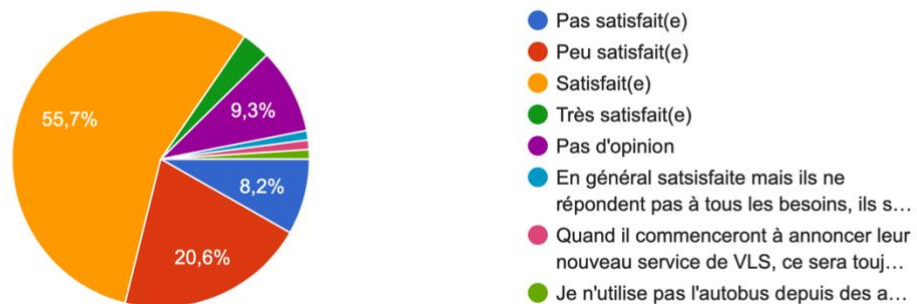 55,7%
9,3%
8,2%
20,6%
Pas satisfait(e)
Peu satisfait(e)
Satisfait(e)
Très satisfait(e)
Pas d'opinion
En général satsisfaite mais ils ne
répondent pas à tous les besoins, ils s…
Quand il commenceront à annoncer leur
nouveau service de VLS, ce sera touj…
Je n'utilise pas l'autobus depuis des a…